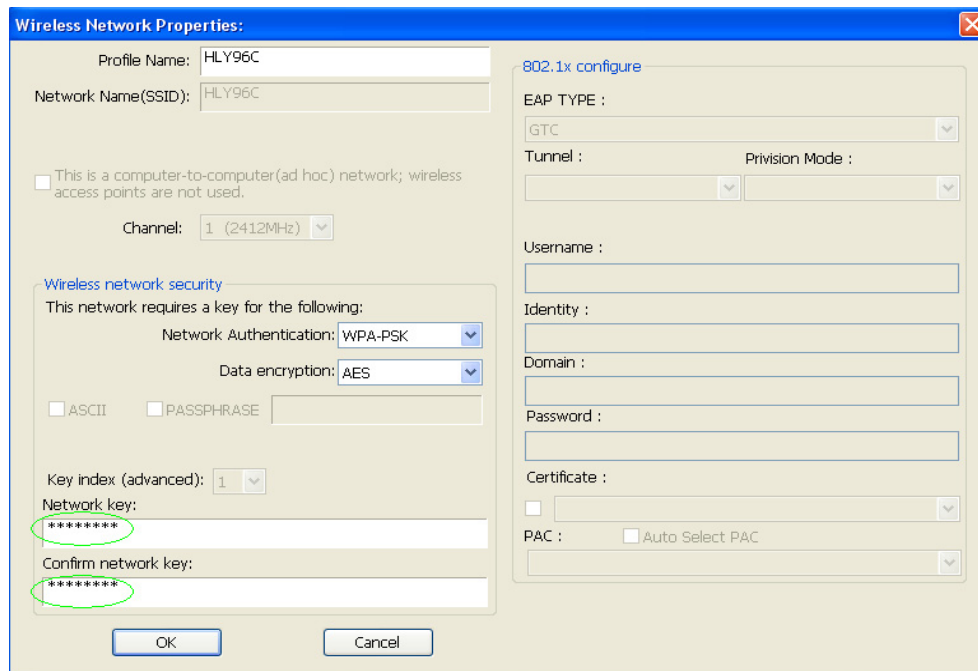 Wireless Network Properties:
Profile Name: HLY96C
Network Name(SSID): HLY96C
This is a computer-to-computer(ad hoc) network; wireless
access points are not used.
Channel: 1 (2412MHz)
Wireless network security
This network requires a key for the following:
Network Authentication: WPA-PSK
Data encryption: AES
ASCII PASSPHRASE
Key index (advanced): 1
Network key:
********
Confirm network key:
********
OK Cancel
802.1x configure
EAP TYPE :
GTC
Tunnel : Privision Mode :
Username :
Identity :
Domain :
Password :
Certificate :
PAC : Auto Select PAC